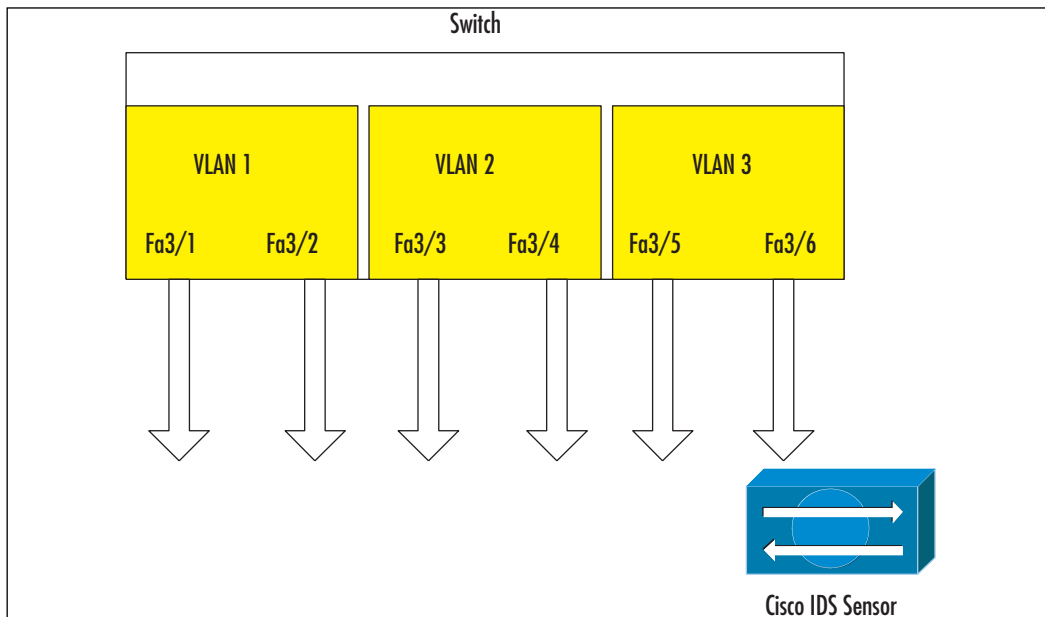 Switch
VLAN 1
VLAN 2
VLAN 3
Fa3/1
Fa3/2
Fa3/3
Fa3/4
Fa3/5
Fa3/6
Cisco IDS Sensor